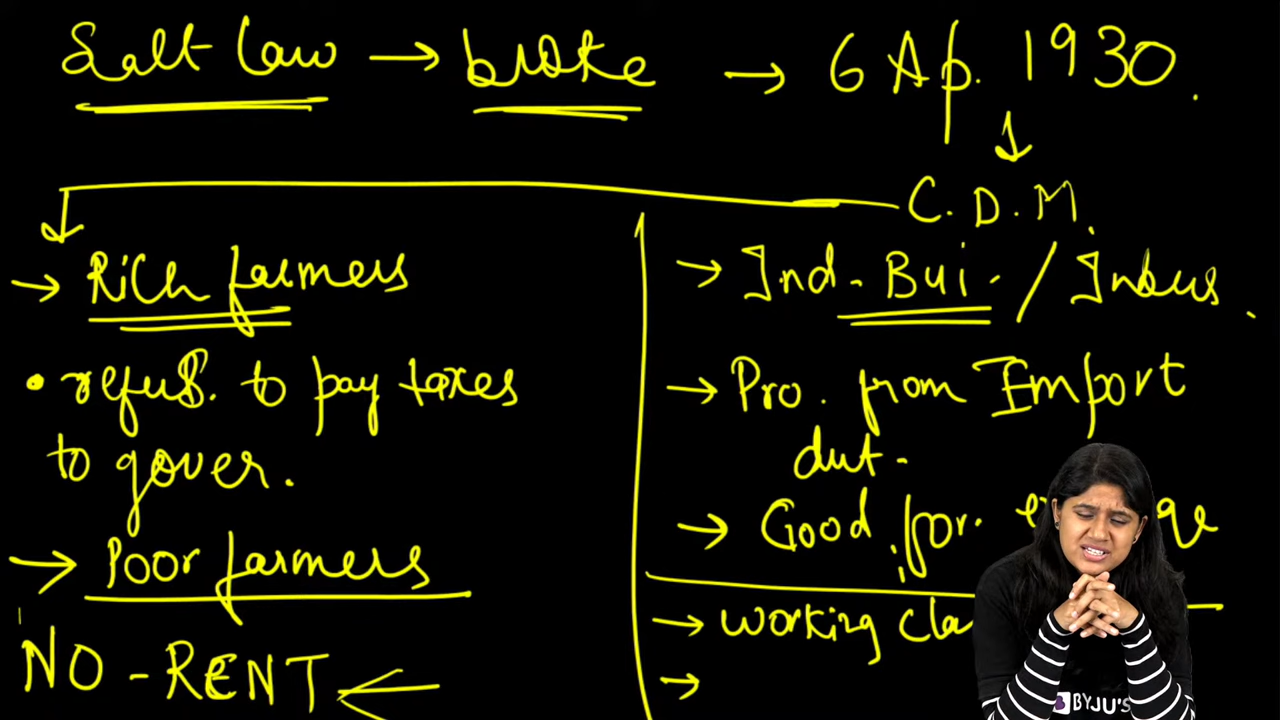 Salt law → broke → 6 Ap. 1930.
↓
C. D. M.
→ Rich farmers
• refus. to pay taxes
to gover.
→ Poor farmers
NO - RENT ←
→ Ind. Bui. / Indus.
→ Pro. from Import
dut.
→ Good for.
→ working cla
→
BYJU'S